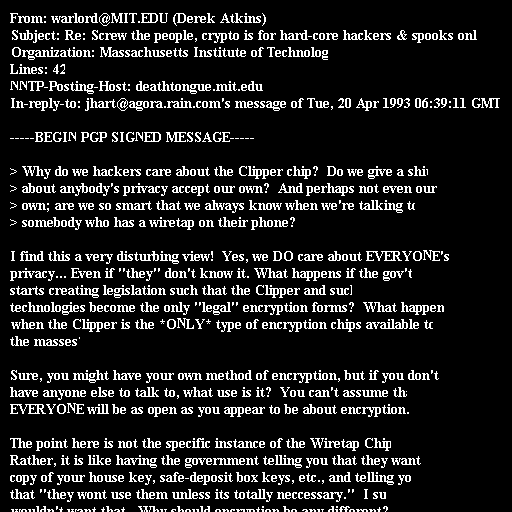 From: warlord@MIT.EDU (Derek Atkins)
Subject: Re: Screw the people, crypto is for hard-core hackers & spooks onl
Organization: Massachusetts Institute of Technolog
Lines: 42
NNTP-Posting-Host: deathtongue.mit.edu
In-reply-to: jhart@agora.rain.com's message of Tue, 20 Apr 1993 06:39:11 GMT
-----BEGIN PGP SIGNED MESSAGE-----
> Why do we hackers care about the Clipper chip?  Do we give a shi
> about anybody's privacy accept our own?  And perhaps not even our
> own; are we so smart that we always know when we're talking to
> somebody who has a wiretap on their phone?
I find this a very disturbing view!  Yes, we DO care about EVERYONE's
privacy... Even if "they" don't know it. What happens if the gov't
starts creating legislation such that the Clipper and such
technologies become the only "legal" encryption forms?  What happen
when the Clipper is the *ONLY* type of encryption chips available to
the masses
Sure, you might have your own method of encryption, but if you don't
have anyone else to talk to, what use is it?  You can't assume th
EVERYONE will be as open as you appear to be about encryption.
The point here is not the specific instance of the Wiretap Chip
Rather, it is like having the government telling you that they want
copy of your house key, safe-deposit box keys, etc., and telling yo
that "they wont use them unless its totally neccessary."  I su
wouldn't want that.  Why should encryption be any different?